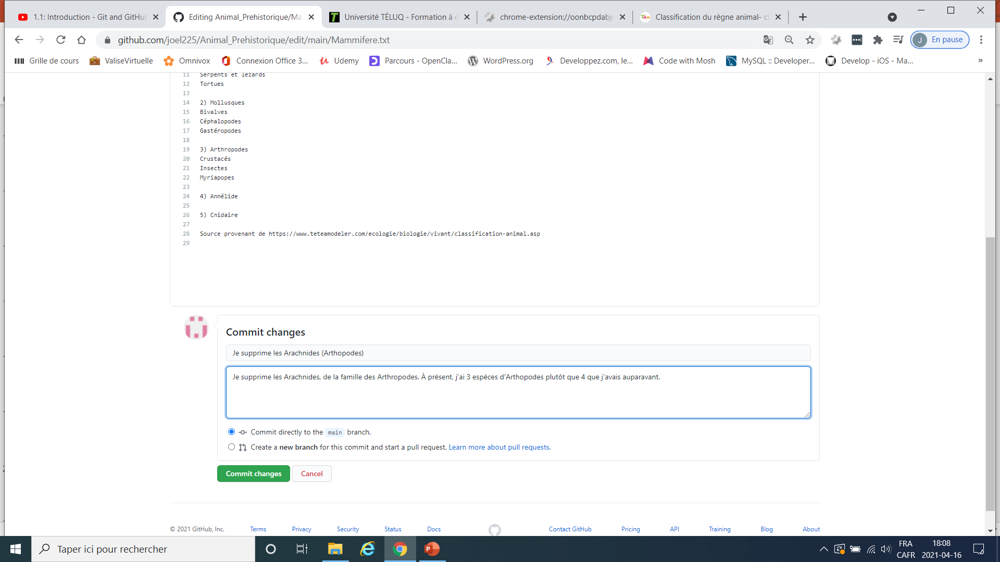 1.1: Introduction - Git and GitHub
Editing Animal_Prehistorique/Ma
Université TÉLUQ - Formation à d
chrome-extension://oonbcpdabj
Classification du règne animal- cl
github.com/joel225/Animal_Prehistorique/edit/main/Mammifere.txt
J En pause
Grille de cours
ValiseVirtuelle
Omnivox
Connexion Office 3...
Udemy
Parcours - OpenCla...
WordPress.org
Developpez.com, le...
Code with Mosh
MySQL :: Developer...
Develop - iOS - Ma...
»
11 Serpents et lézards
12 Tortues
13
14 2) Mollusques
15 Bivalves
16 Céphalopodes
17 Gastéropodes
18
19 3) Arthropodes
20 Crustacés
21 Insectes
22 Myriapopes
23
24 4) Annélide
25
26 5) Cnidaire
27
28 Source provenant de https://www.teteamodeler.com/ecologie/biologie/vivant/classification-animal.asp
29
Commit changes
Je supprime les Arachnides (Arthopodes)
Je supprime les Arachnides, de la famille des Arthropodes. À présent, j'ai 3 espèces d'Arthopodes plutôt que 4 que j'avais auparavant.
Commit directly to the main branch.
Create a new branch for this commit and start a pull request. Learn more about pull requests.
Commit changes
Cancel
© 2021 GitHub, Inc.
Terms
Privacy
Security
Status
Docs
Contact GitHub
Pricing
API
Training
Blog
About
Taper ici pour rechercher
FRA
CAFR
18:08
2021-04-16